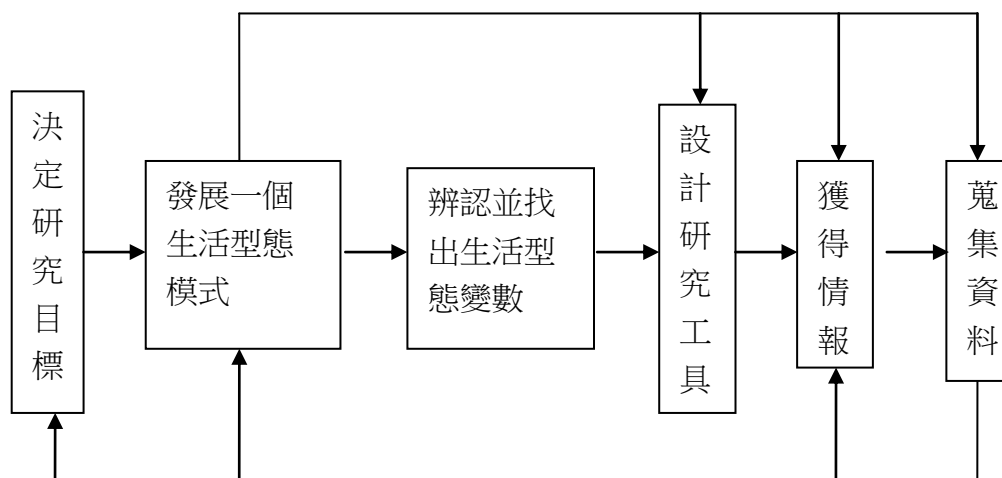 決定研究目標
發展一個
生活型態
模式
辨認並找
出生活型
態變數
設計研究工具
獲得情報
蒐集資料